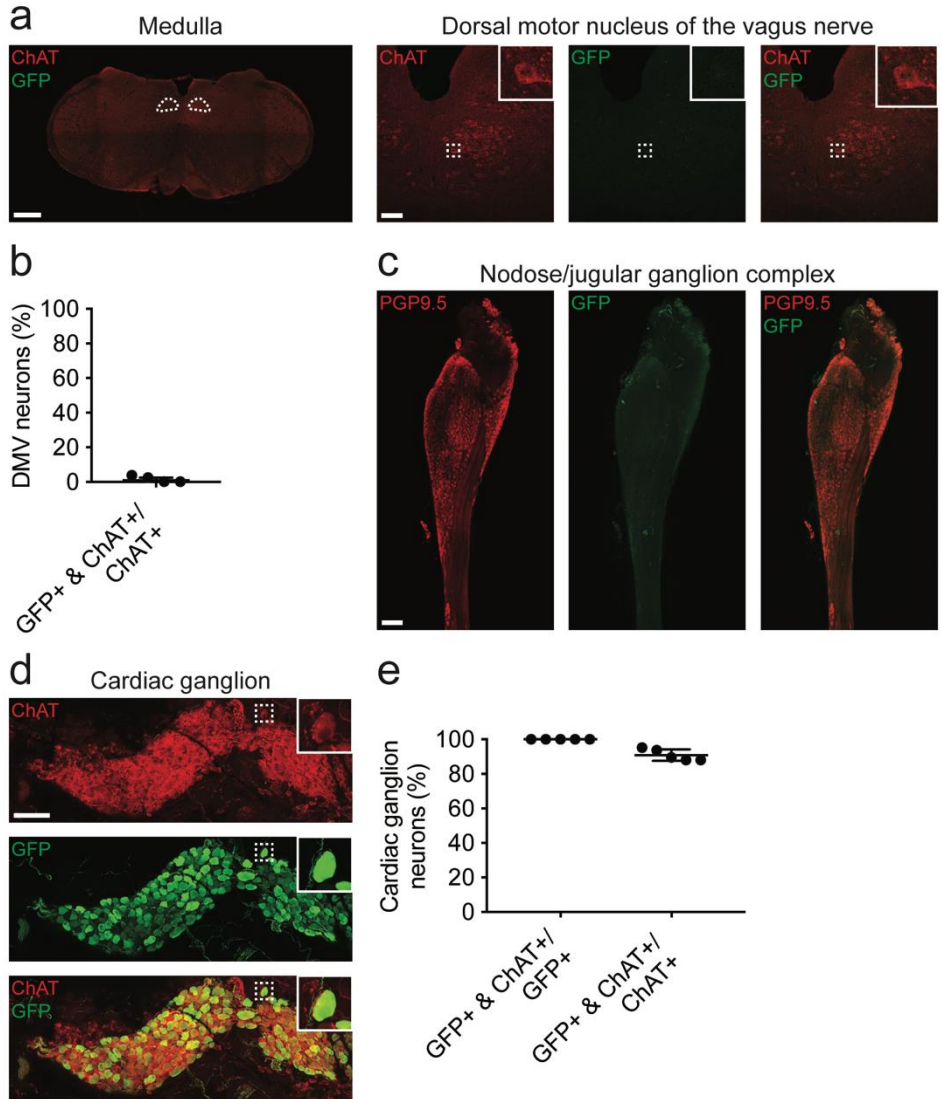 a
Medulla
Dorsal motor nucleus of the vagus nerve
ChAT
GFP
ChAT
GFP
ChAT
GFP
b
100
80
60
40
20
0
DMV neurons (%)
GFP+ & ChAT+/
ChAT+
c
Nodose/jugular ganglion complex
PGP9.5
GFP
PGP9.5
GFP
d
Cardiac ganglion
ChAT
GFP
ChAT
GFP
e
100
80
60
40
20
0
Cardiac ganglion
neurons (%)
GFP+ & ChAT+/
GFP+
GFP+ & ChAT+/
ChAT+